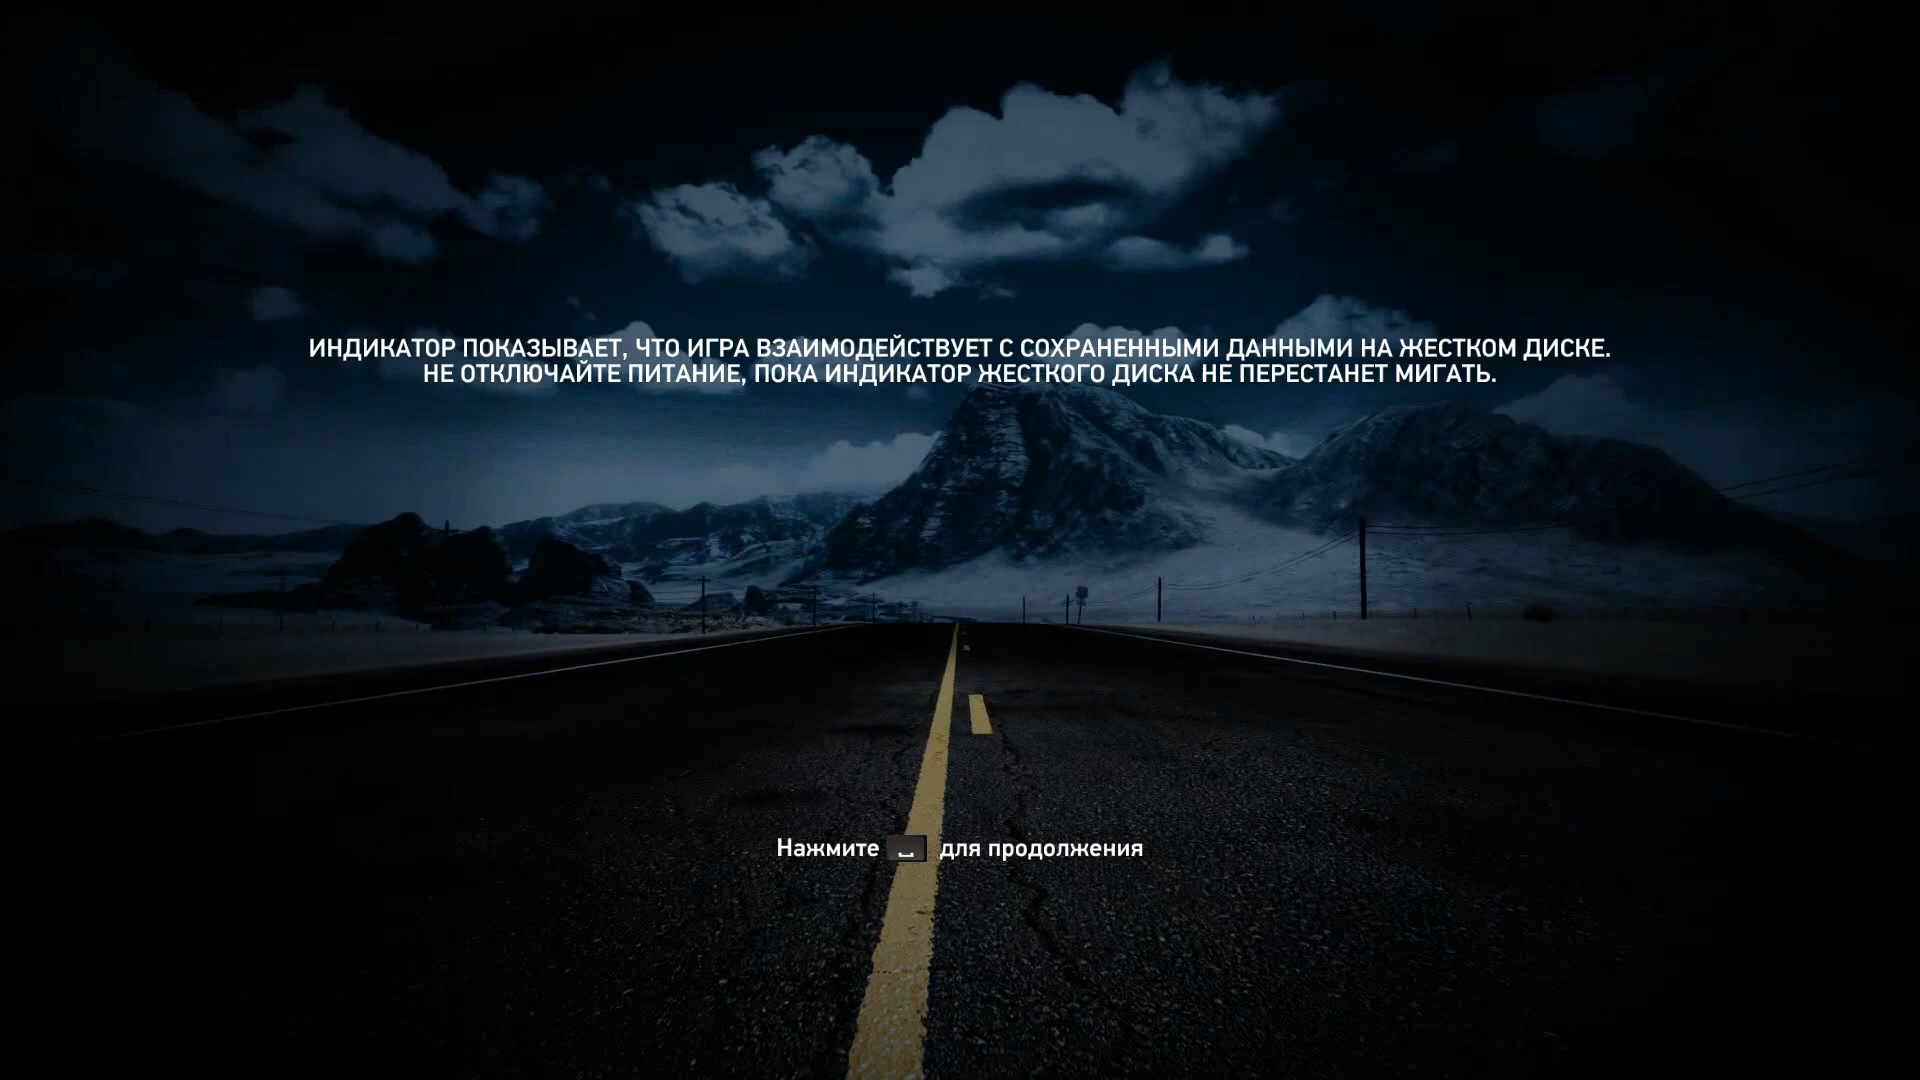 ИНДИКАТОР ПОКАЗЫВАЕТ, ЧТО ИГРА ВЗАИМОДЕЙСТВУЕТ С СОХРАНЕННЫМИ ДАННЫМИ НА ЖЕСТКОМ ДИСКЕ.
НЕ ОТКЛЮЧАЙТЕ ПИТАНИЕ, ПОКА ИНДИКАТОР ЖЕСТКОГО ДИСКА НЕ ПЕРЕСТАНЕТ МИГАТЬ.
Нажмите для продолжения